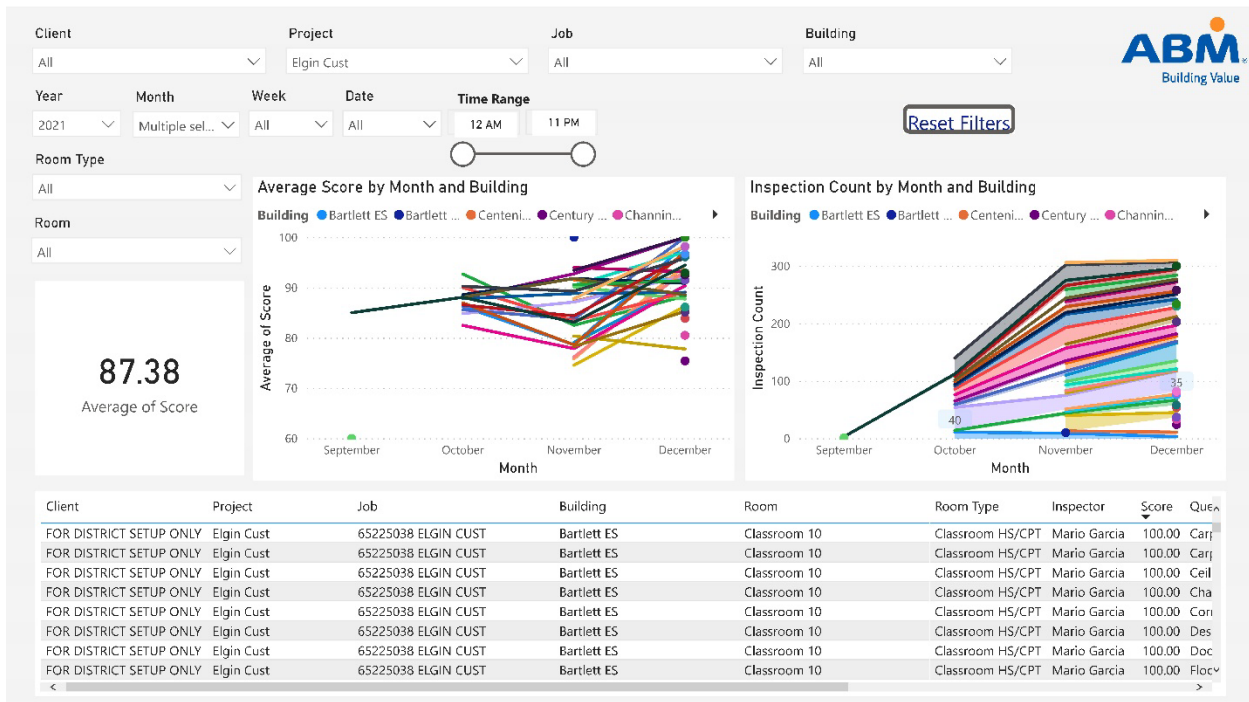 Client Project Job Building
All Elgin Cust All All
ABM
Building Value
Year Month Week Date Time Range
2021 Multiple sel... All All 12 AM 11 PM
Reset Filters
Room Type
All
Room
All
87.38
Average of Score
Average Score by Month and Building
Building Bartlett ES Bartlett ... Centeni... Century ... Channin...
100
90
80
70
60
Average of Score
September October November December
Month
Inspection Count by Month and Building
Building Bartlett ES Bartlett ... Centeni... Century ... Channin...
300
200
100
0
Inspection Count
40
35
September October November December
Month
Client Project Job Building Room Room Type Inspector Score Que
FOR DISTRICT SETUP ONLY Elgin Cust 65225038 ELGIN CUST Bartlett ES Classroom 10 Classroom HS/CPT Mario Garcia 100.00 Carp
FOR DISTRICT SETUP ONLY Elgin Cust 65225038 ELGIN CUST Bartlett ES Classroom 10 Classroom HS/CPT Mario Garcia 100.00 Carp
FOR DISTRICT SETUP ONLY Elgin Cust 65225038 ELGIN CUST Bartlett ES Classroom 10 Classroom HS/CPT Mario Garcia 100.00 Ceil
FOR DISTRICT SETUP ONLY Elgin Cust 65225038 ELGIN CUST Bartlett ES Classroom 10 Classroom HS/CPT Mario Garcia 100.00 Cha
FOR DISTRICT SETUP ONLY Elgin Cust 65225038 ELGIN CUST Bartlett ES Classroom 10 Classroom HS/CPT Mario Garcia 100.00 Corn
FOR DISTRICT SETUP ONLY Elgin Cust 65225038 ELGIN CUST Bartlett ES Classroom 10 Classroom HS/CPT Mario Garcia 100.00 Des
FOR DISTRICT SETUP ONLY Elgin Cust 65225038 ELGIN CUST Bartlett ES Classroom 10 Classroom HS/CPT Mario Garcia 100.00 Doc
FOR DISTRICT SETUP ONLY Elgin Cust 65225038 ELGIN CUST Bartlett ES Classroom 10 Classroom HS/CPT Mario Garcia 100.00 Floc